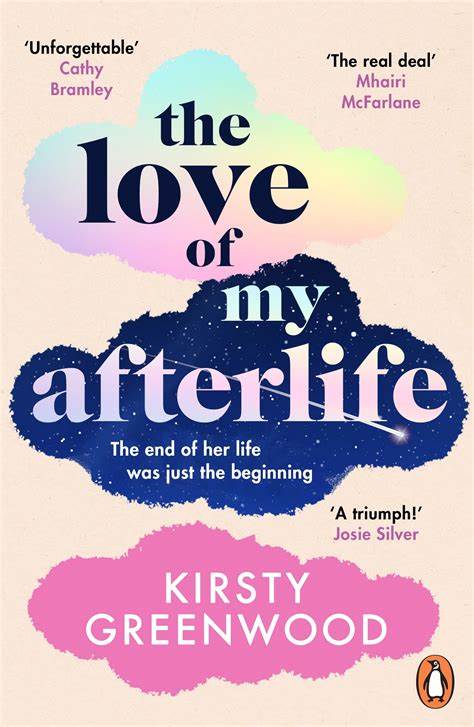 ‘Unforgettable’
Cathy
Bramley
‘The real deal’
Mhairi
McFarlane
the
love
of
my
afterlife
The end of her life
was just the beginning
‘A triumph!’
Josie Silver
KIRSTY
GREENWOOD